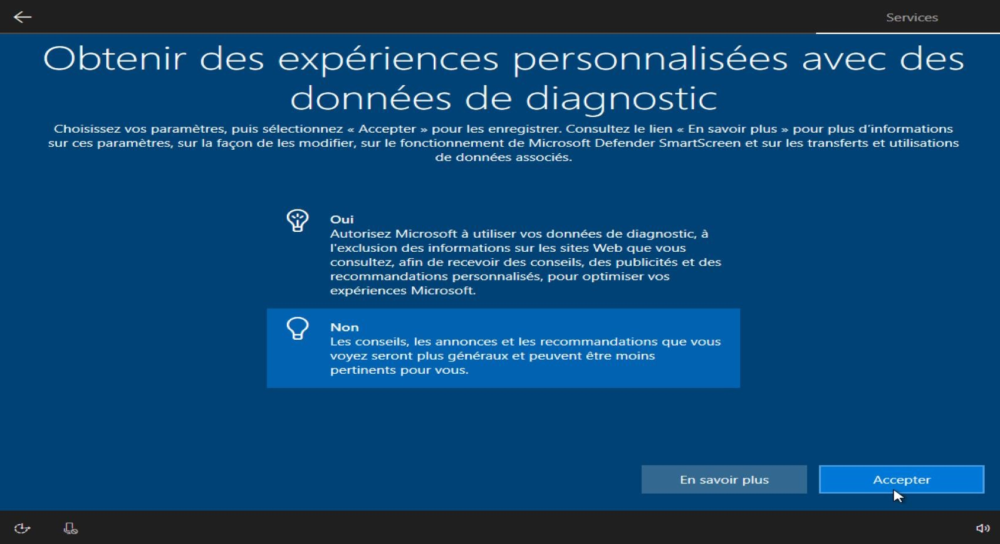 Services
Obtenir des expériences personnalisées avec des
données de diagnostic
Choisissez vos paramètres, puis sélectionnez « Accepter » pour les enregistrer. Consultez le lien « En savoir plus » pour plus d’informations
sur ces paramètres, sur la façon de les modifier, sur le fonctionnement de Microsoft Defender SmartScreen et sur les transferts et utilisations
de données associés.
Oui
Autorisez Microsoft à utiliser vos données de diagnostic, à
l'exclusion des informations sur les sites Web que vous
consultez, afin de recevoir des conseils, des publicités et des
recommandations personnalisés, pour optimiser vos
expériences Microsoft.
Non
Les conseils, les annonces et les recommandations que vous
voyez seront plus généraux et peuvent être moins
pertinents pour vous.
En savoir plus
Accepter